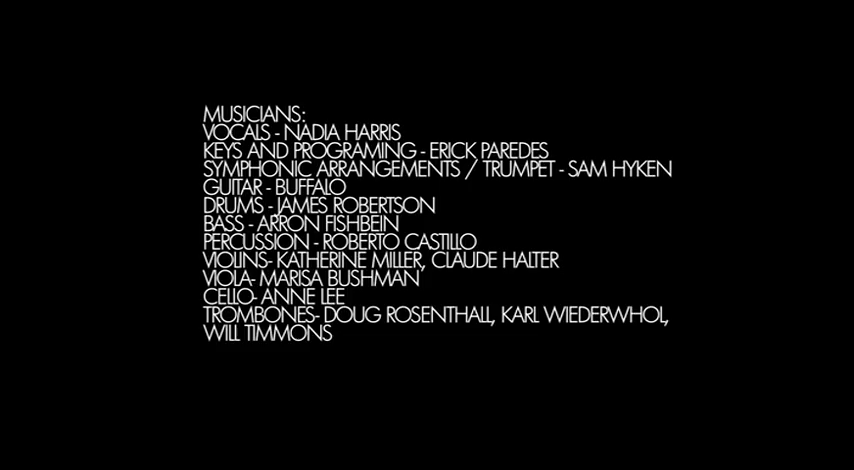 MUSICIANS:
VOCALS - NADIA HARRIS
KEYS AND PROGRAMING - ERICK PAREDES
SYMPHONIC ARRANGEMENTS / TRUMPET - SAM HYKEN
GUITAR - BUFFALO
DRUMS - JAMES ROBERTSON
BASS - ARRON FISHBEIN
PERCUSSION - ROBERTO CASTILLO
VIOLINS- KATHERINE MILLER, CLAUDE HALTER
VIOLA- MARISA BUSHMAN
CELLO- ANNE LEE
TROMBONES- DOUG ROSENTHALL, KARL WIEDERWHOL,
WILL TIMMONS